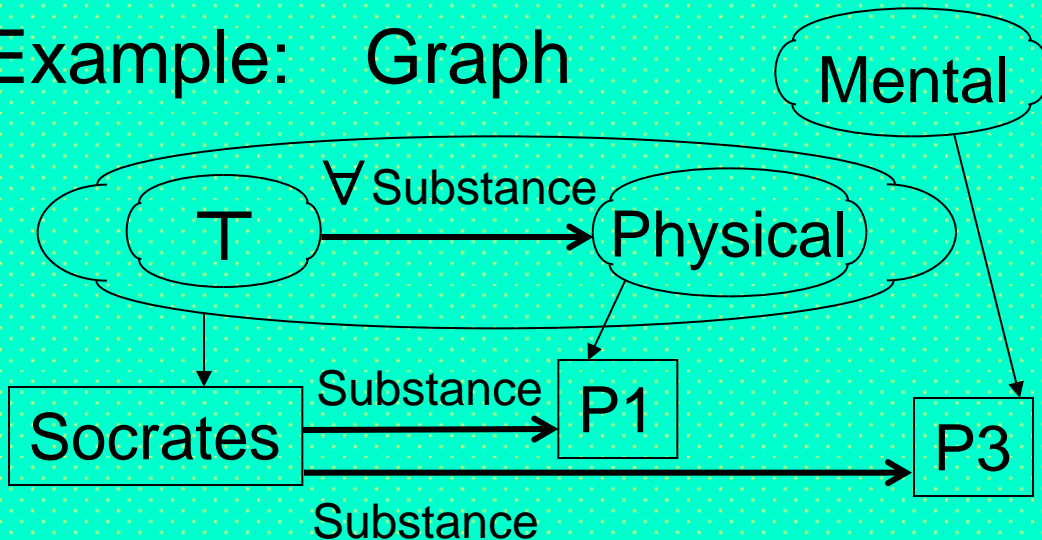 Example: Graph
Mental
∀ Substance
⊤
Physical
Substance
P1
Socrates
P3
Substance